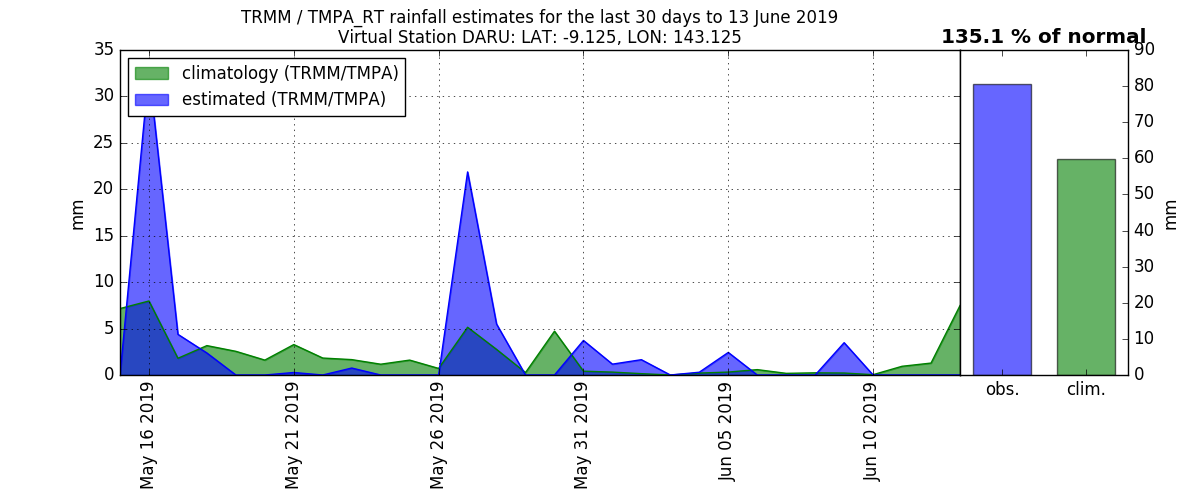 TRMM / TMPA_RT rainfall estimates for the last 30 days to 13 June 2019
Virtual Station DARU: LAT: -9.125, LON: 143.125
135.1 % of normal
climatology (TRMM/TMPA)
estimated (TRMM/TMPA)
35
30
25
20
15
10
5
0
mm
May 16 2019
May 21 2019
May 26 2019
May 31 2019
Jun 05 2019
Jun 10 2019
90
80
70
60
50
40
30
20
10
0
mm
obs.
clim.